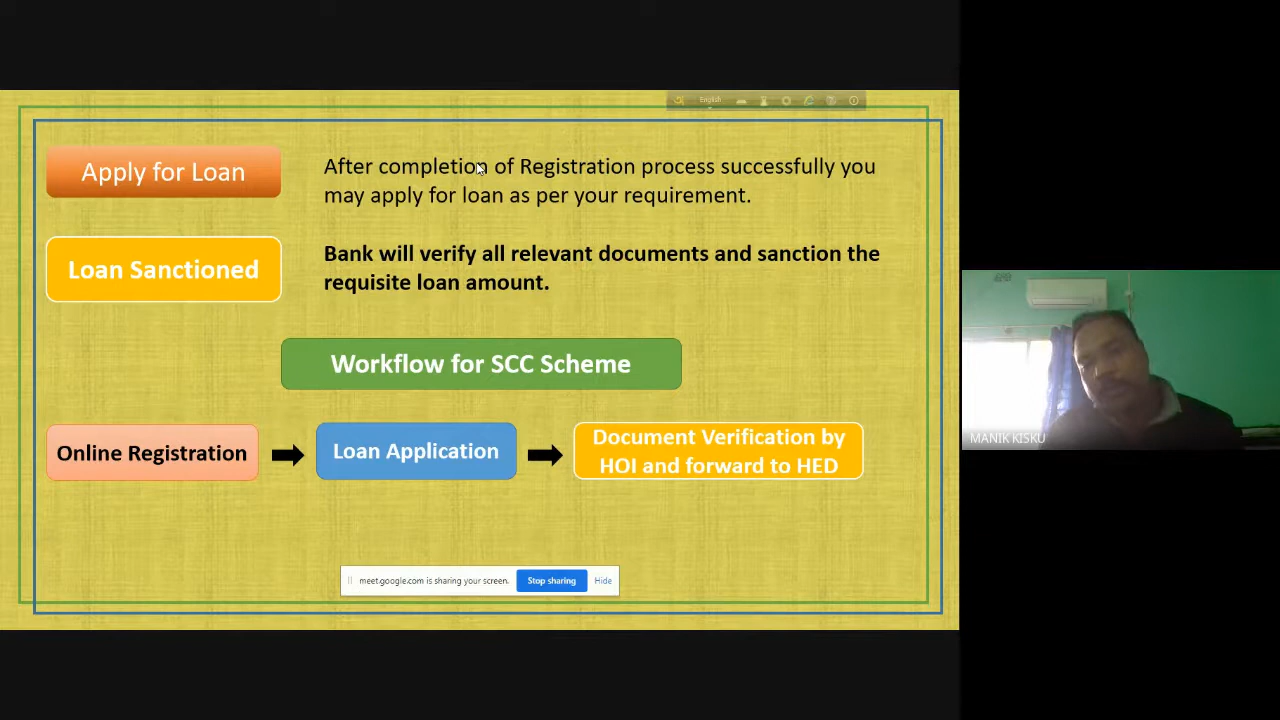 English
Apply for Loan
After completion of Registration process successfully you
may apply for loan as per your requirement.
Loan Sanctioned
Bank will verify all relevant documents and sanction the
requisite loan amount.
Workflow for SCC Scheme
Online Registration
Loan Application
Document Verification by
HOI and forward to HED
MANIK KISKU
meet.google.com is sharing your screen.
Stop sharing
Hide